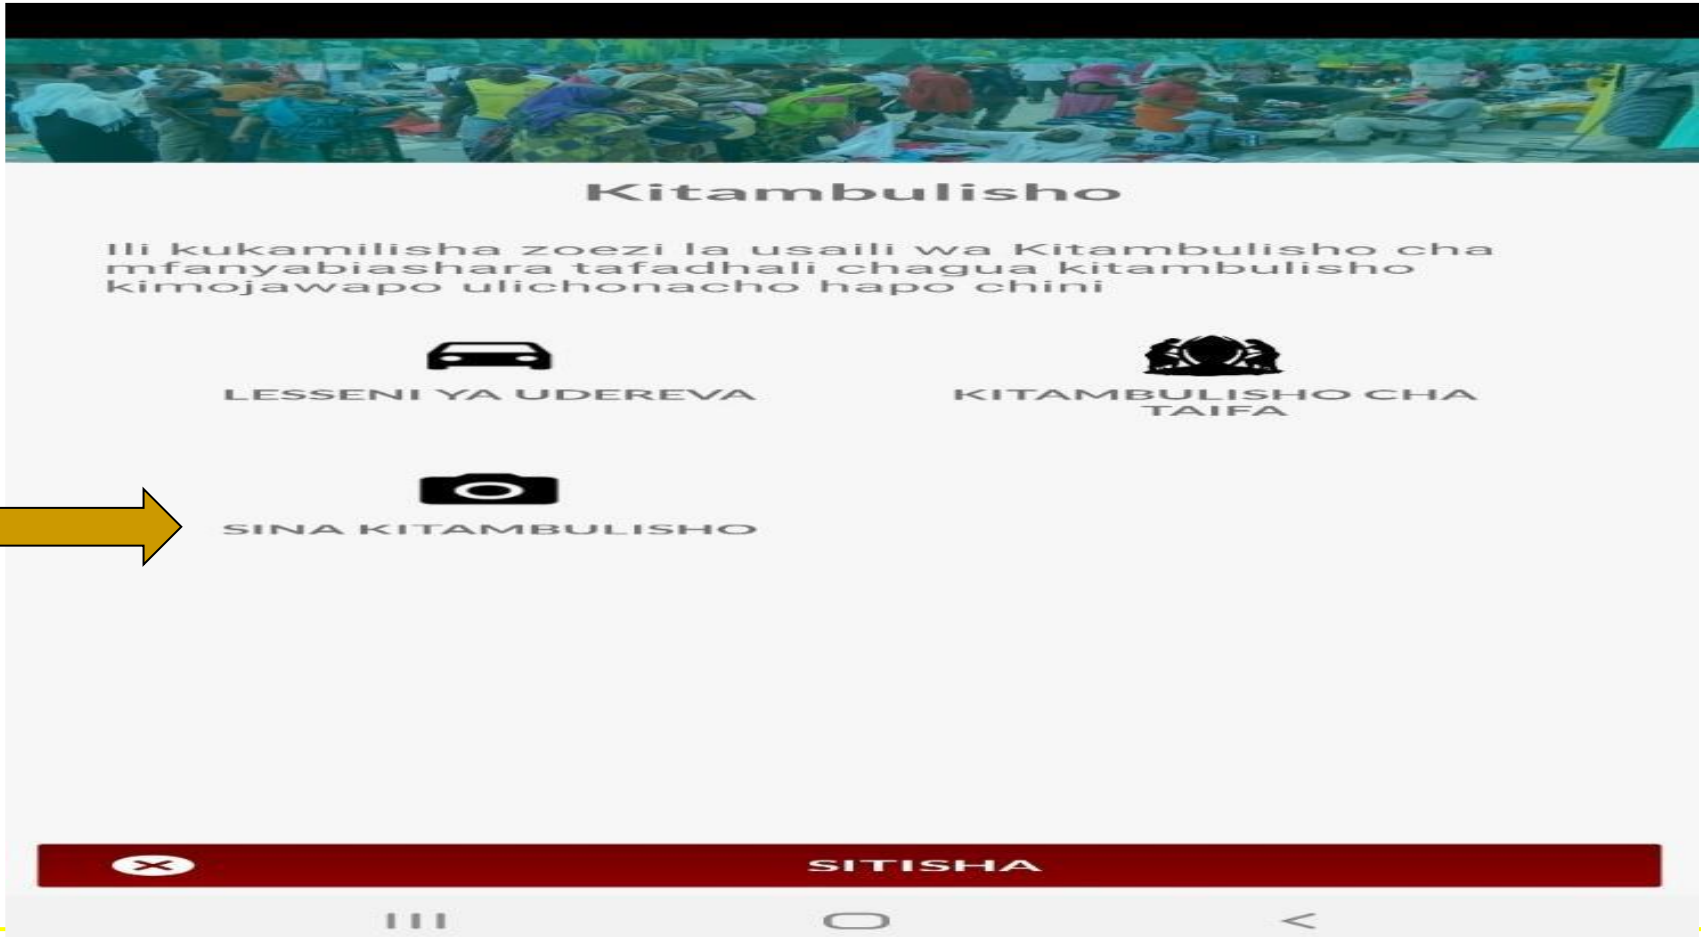 Kitambulisho
Ili kukamilisha zoezi la usaili wa Kitambulisho cha
mfanyabiashara tafadhali chagua kitambulisho
kimojawapo ulichonacho hapo chini
LESSENI YA UDEREVA
KITAMBULISHO CHA
TAIFA
SINA KITAMBULISHO
SITISHA